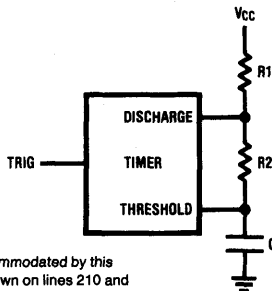 VCC
R1
DISCHARGE
TRIG
TIMER
R2
THRESHOLD
mmodated by this
wn on lines 210 and